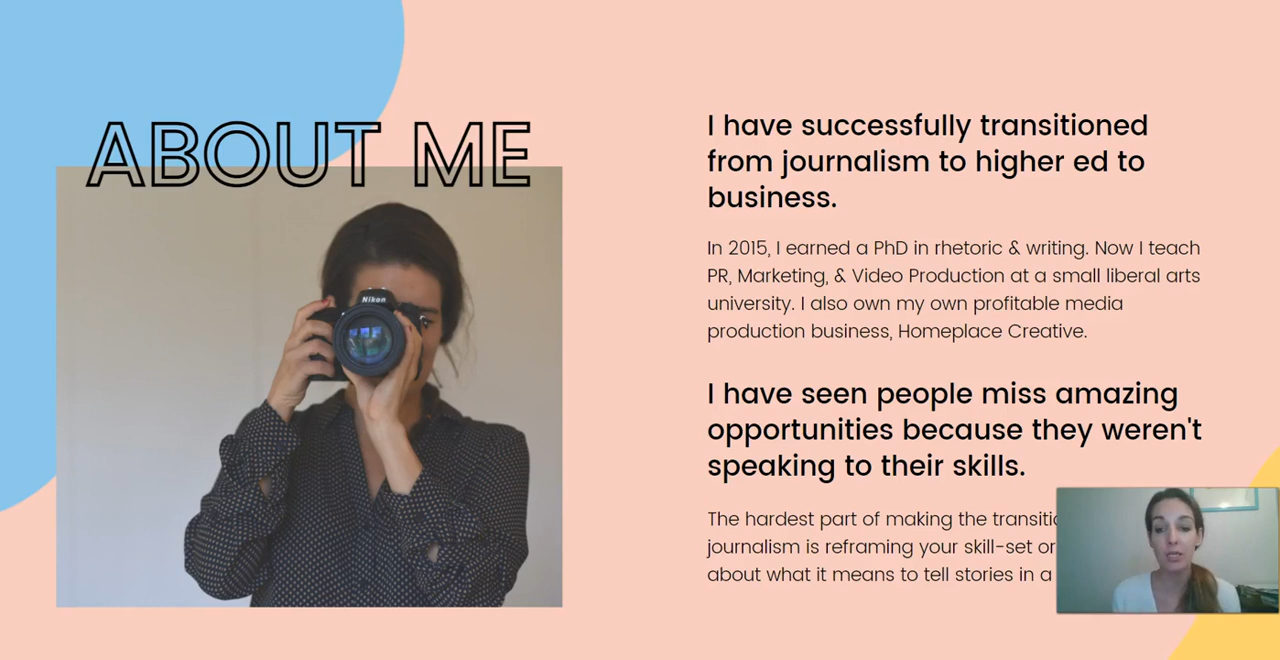 ABOUT ME
Nikon
I have successfully transitioned
from journalism to higher ed to
business.
In 2015, I earned a PhD in rhetoric & writing. Now I teach
PR, Marketing, & Video Production at a small liberal arts
university. I also own my own profitable media
production business, Homeplace Creative.
I have seen people miss amazing
opportunities because they weren't
speaking to their skills.
The hardest part of making the
journalism is reframing your skill-set or
about what it means to tell stories in a